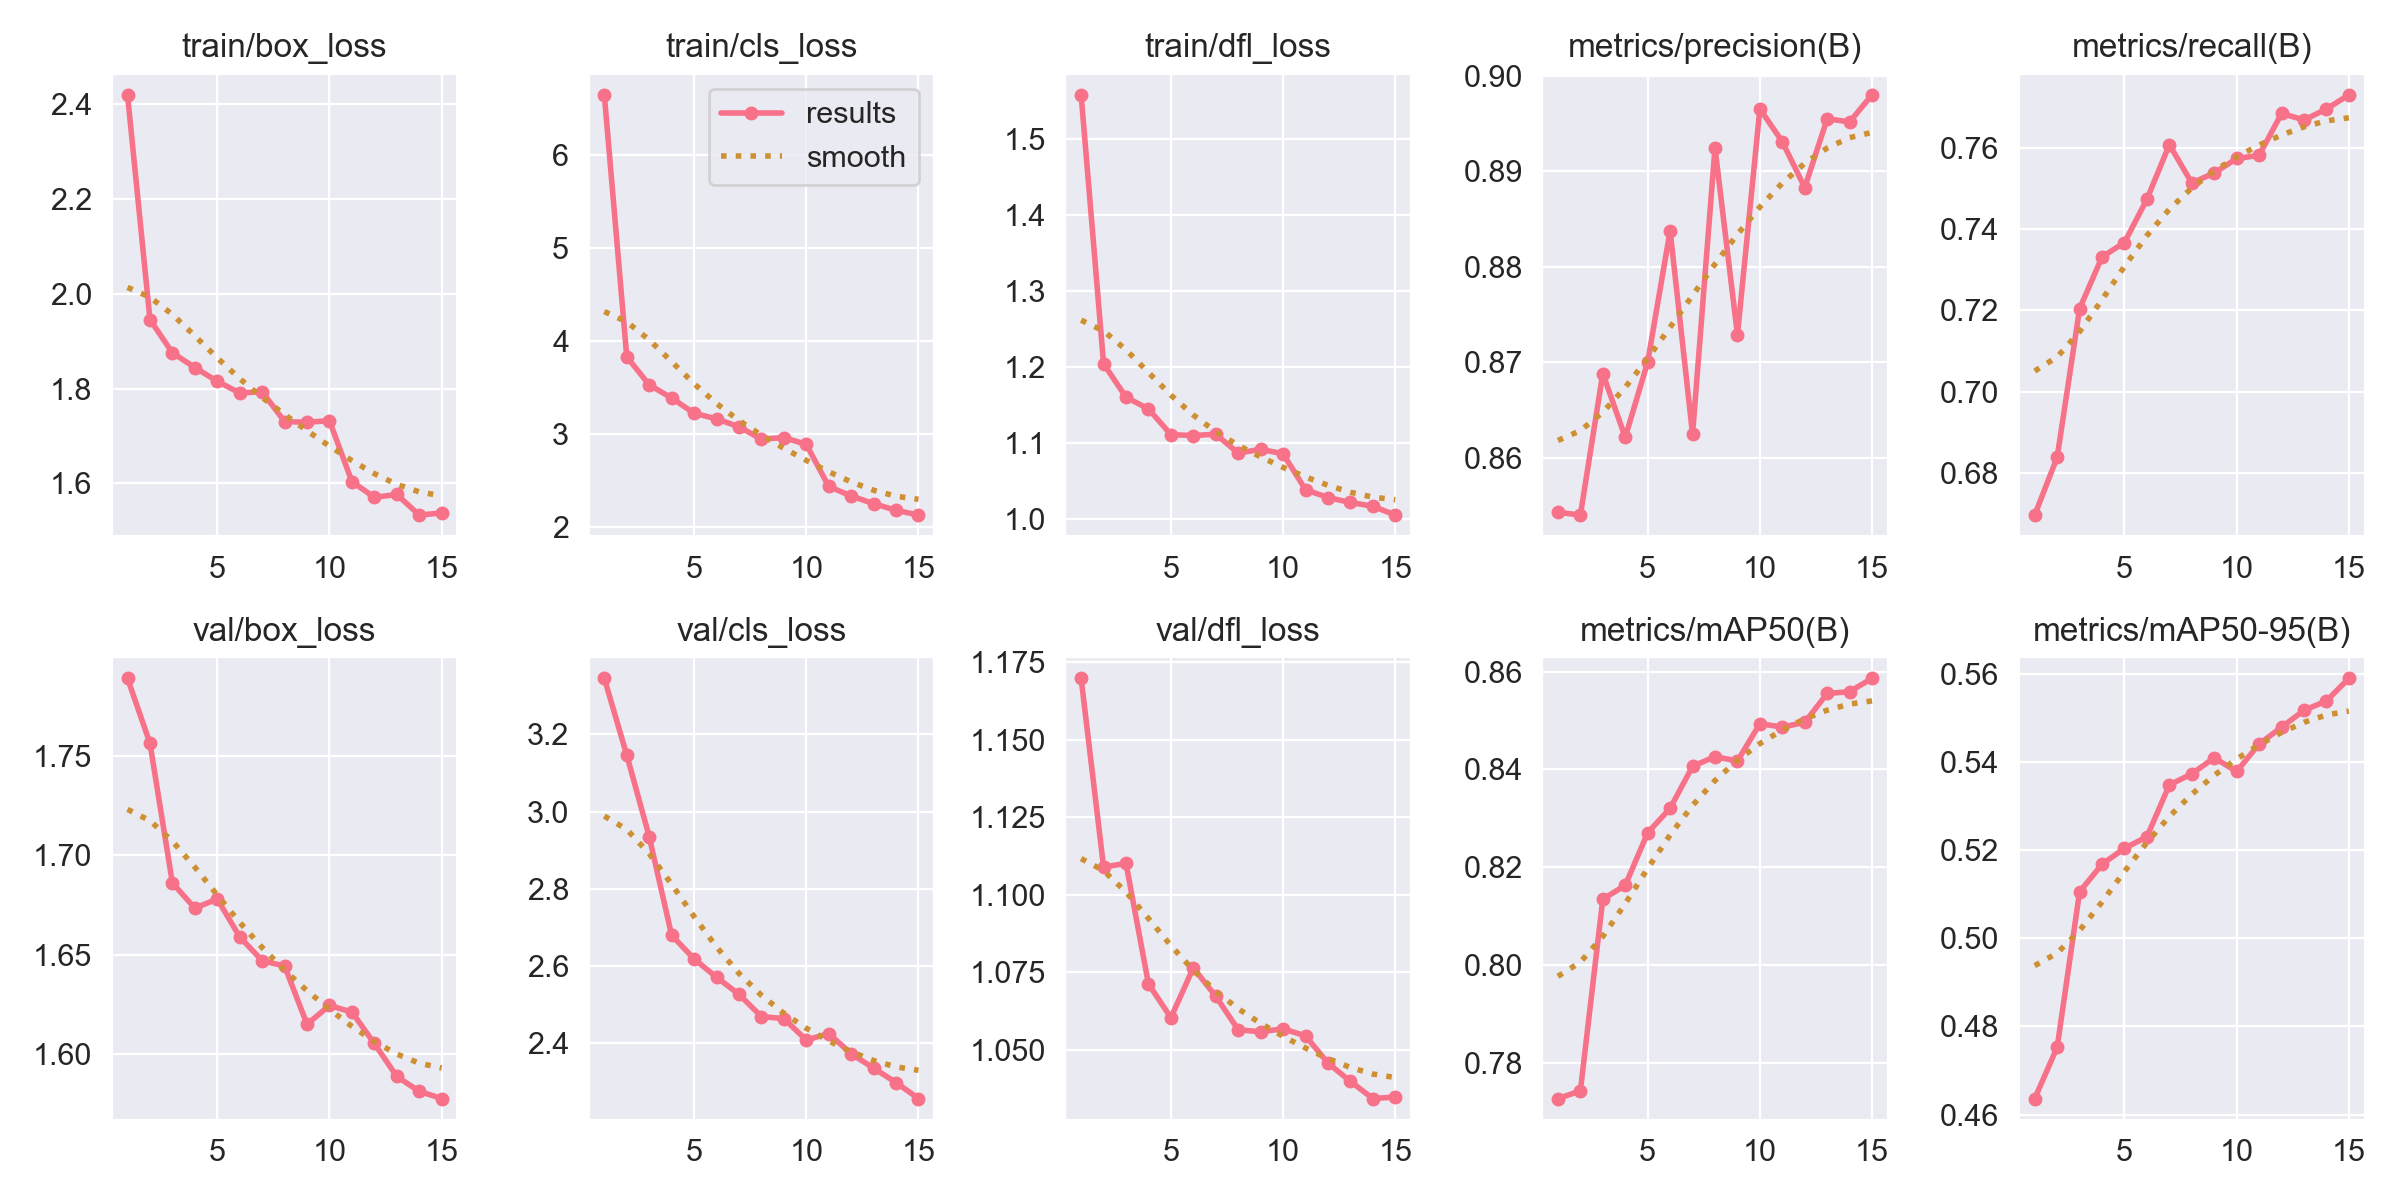 train/box_loss
2.4
2.2
2.0
1.8
1.6
5 10 15
train/cls_loss
results
smooth
6
5
4
3
2
5 10 15
train/dfl_loss
1.5
1.4
1.3
1.2
1.1
1.0
5 10 15
metrics/precision(B)
0.90
0.89
0.88
0.87
0.86
5 10 15
metrics/recall(B)
0.76
0.74
0.72
0.70
0.68
5 10 15
val/box_loss
1.75
1.70
1.65
1.60
5 10 15
val/cls_loss
3.2
3.0
2.8
2.6
2.4
5 10 15
val/dfl_loss
1.175
1.150
1.125
1.100
1.075
1.050
5 10 15
metrics/mAP50(B)
0.86
0.84
0.82
0.80
0.78
5 10 15
metrics/mAP50-95(B)
0.56
0.54
0.52
0.50
0.48
0.46
5 10 15